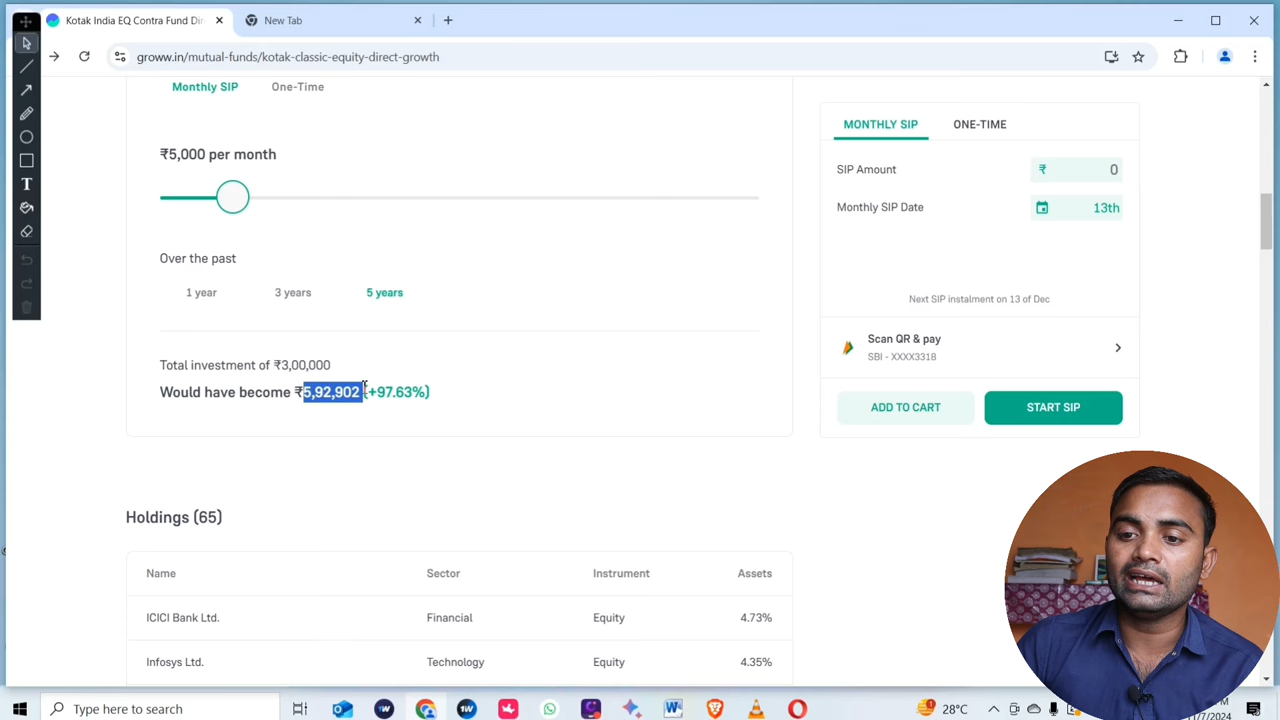 Kotak India EQ Contra Fund Dir
New Tab
groww.in/mutual-funds/kotak-classic-equity-direct-growth
Monthly SIP One-Time
₹5,000 per month
Over the past
1 year 3 years 5 years
Total investment of ₹3,00,000
Would have become ₹5,92,902 (+97.63%)
MONTHLY SIP ONE-TIME
SIP Amount ₹ 0
Monthly SIP Date 13th
Next SIP instalment on 13 of Dec
Scan QR & pay
SBI - XXXX3318
ADD TO CART START SIP
Holdings (65)
Name Sector Instrument Assets
ICICI Bank Ltd. Financial Equity 4.73%
Infosys Ltd. Technology Equity 4.35%
T
Type here to search
28°C
/7/2024